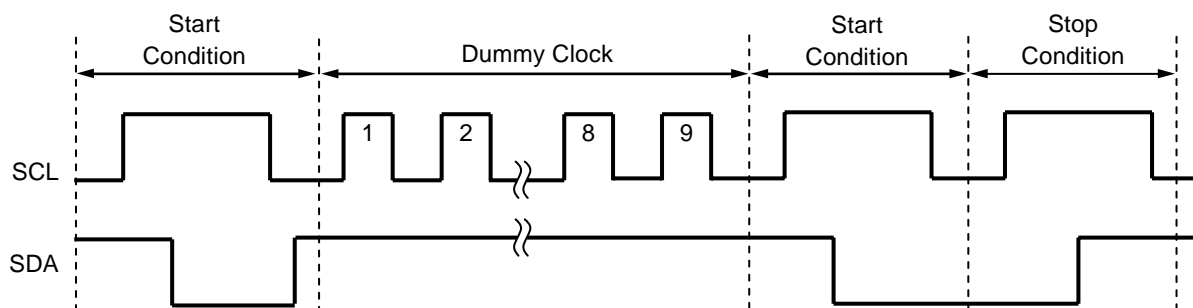 Start
Condition
Dummy Clock
Start
Condition
Stop
Condition
1 2 8 9
SCL
SDA